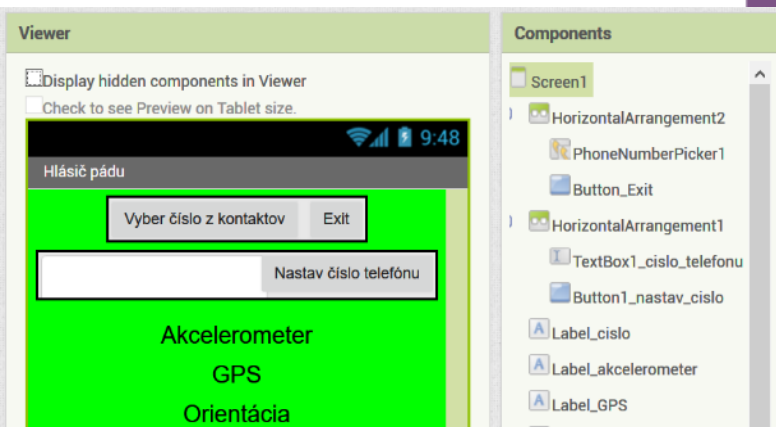 Viewer
Display hidden components in Viewer
Check to see Preview on Tablet size.
9:48
Hlásič pádu
Vyber číslo z kontaktov Exit
Nastav číslo telefónu
Akcelerometer
GPS
Orientácia
Components
Screen1
HorizontalArrangement2
PhoneNumberPicker1
Button_Exit
HorizontalArrangement1
TextBox1_cislo_telefonu
Button1_nastav_cislo
A Label_cislo
A Label_akcelerometer
A Label_GPS